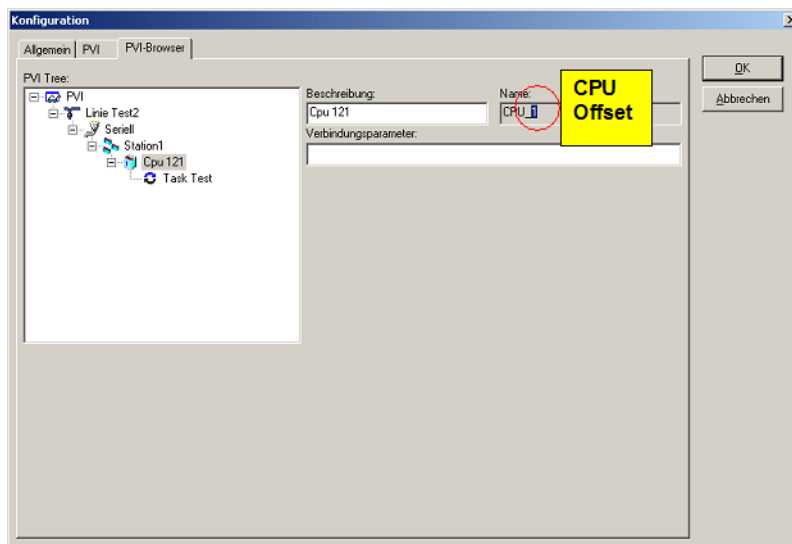 Konfiguration
Allgemein PVI PVI-Browser
PVI Tree:
PVI
Linie Test2
Seriell
Station1
Cpu 121
Task Test
Beschreibung:
Cpu 121
Name:
CPU_1
Verbindungsparameter:
CPU
Offset
OK
Abbrechen